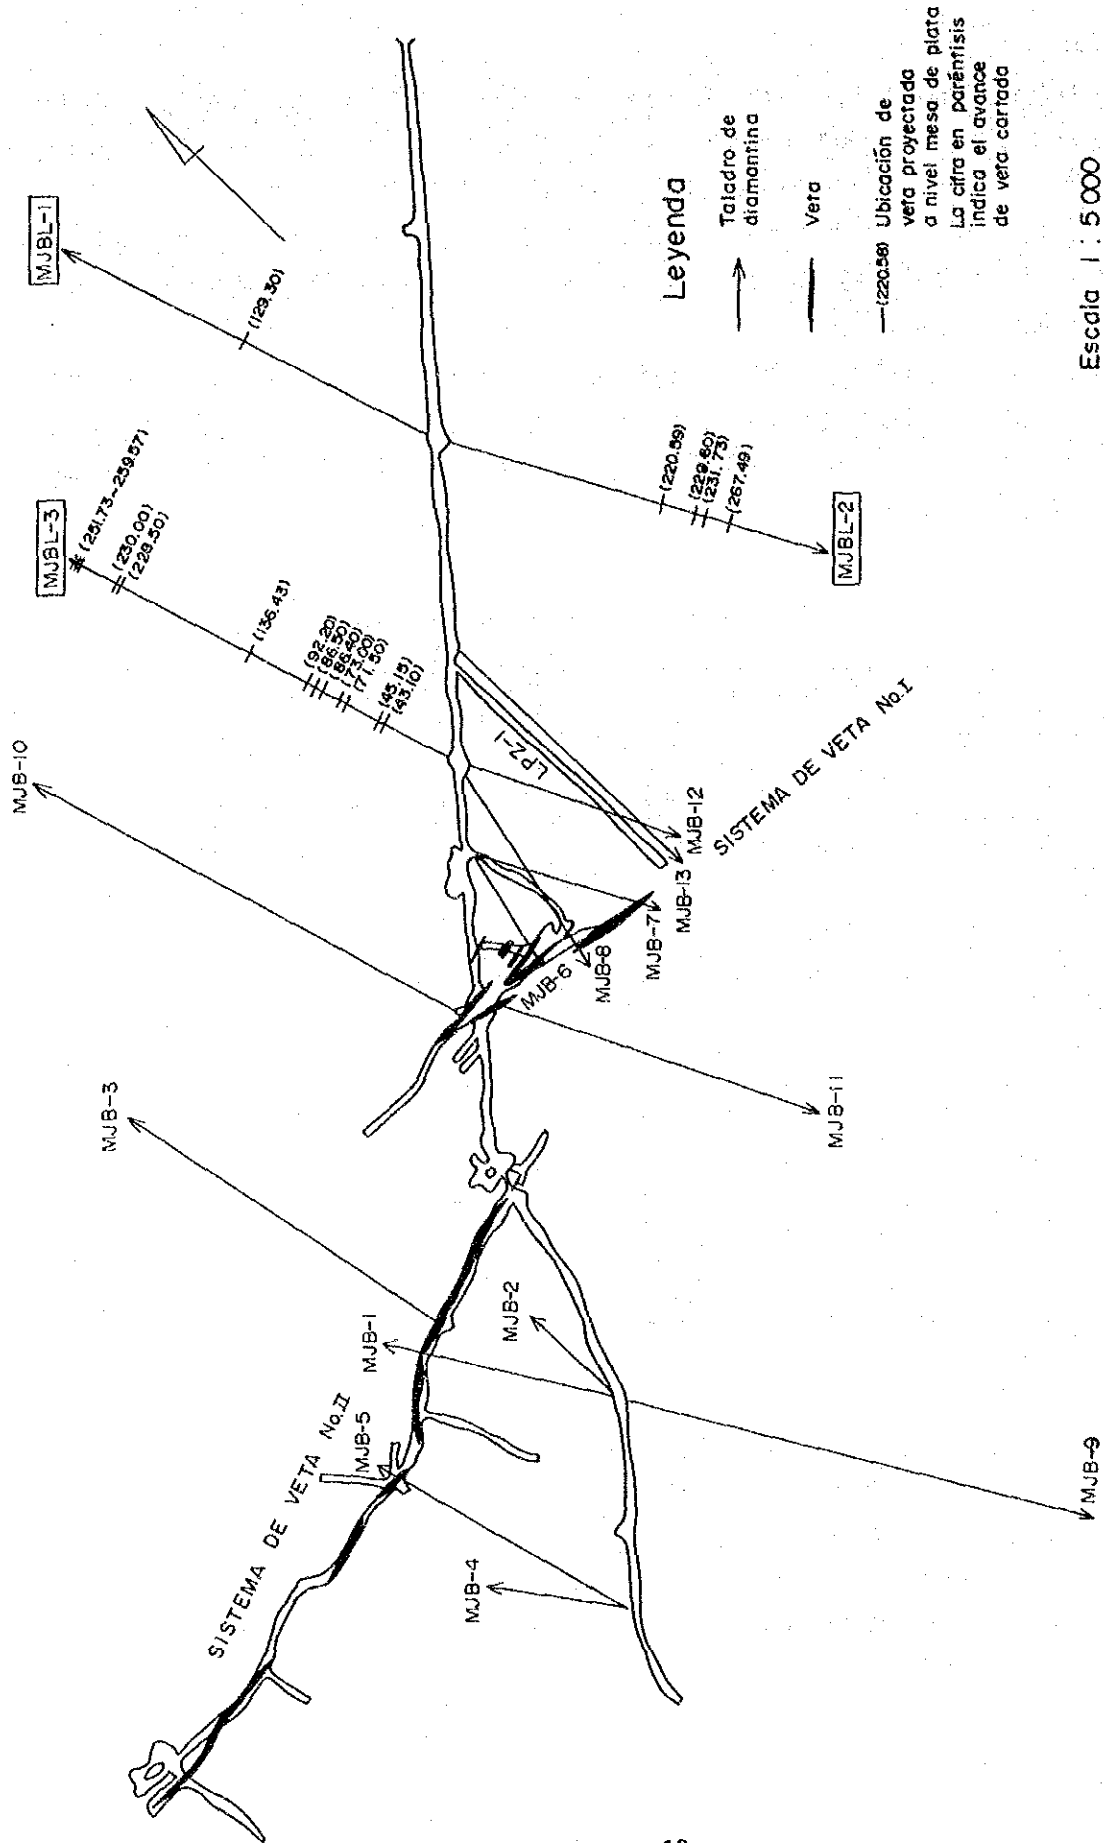 MJBL-1
(129.30)
MJBL-3
(251.73~259.57)
(230.00)
(229.50)
(136.43)
(92.20)
(86.50)
(86.40)
(73.00)
(71.50)
(45.15)
(43.10)
MJB-10
MJB-3
(220.59)
(229.60)
(231.73)
(267.49)
MJBL-2
LPZ-1
MJB-12
MJB-13
SISTEMA DE VETA No.I
MJB-7
MJB-8
MJB-6
MJB-11
MJB-2
MJB-1
MJB-5
SISTEMA DE VETA No.II
MJB-4
MJB-9
Leyenda
Taladro de
diamantina
Veta
(220.58) Ubicación de
veta proyectada
a nivel mesa de plata
La cifra en paréntisis
indica el avance
de veta cortada
Escala 1:5000